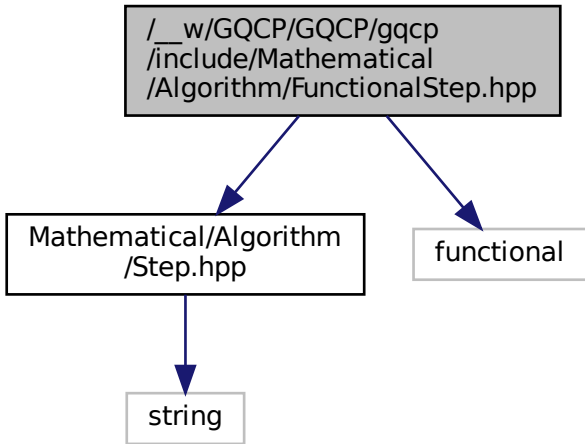 /__w/GQCP/GQCP/gqcp
/include/Mathematical
/Algorithm/FunctionalStep.hpp
Mathematical/Algorithm
/Step.hpp
functional
string